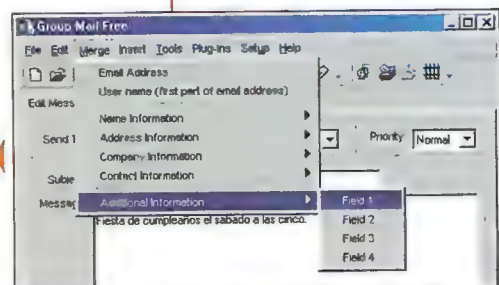 Group Mail Free
File Edit Merge Insert Tools Plug-ins Setup Help
Email Address
User name (first part of email address)
Edit Mess
Name Information
Send T
Address Information
Priority Normal
Company Information
Subje
Contact Information
Messag
Additional Information
Field 1
Fiesta de cumpleaños el sabado a las cinco.
Field 2
Field 3
Field 4